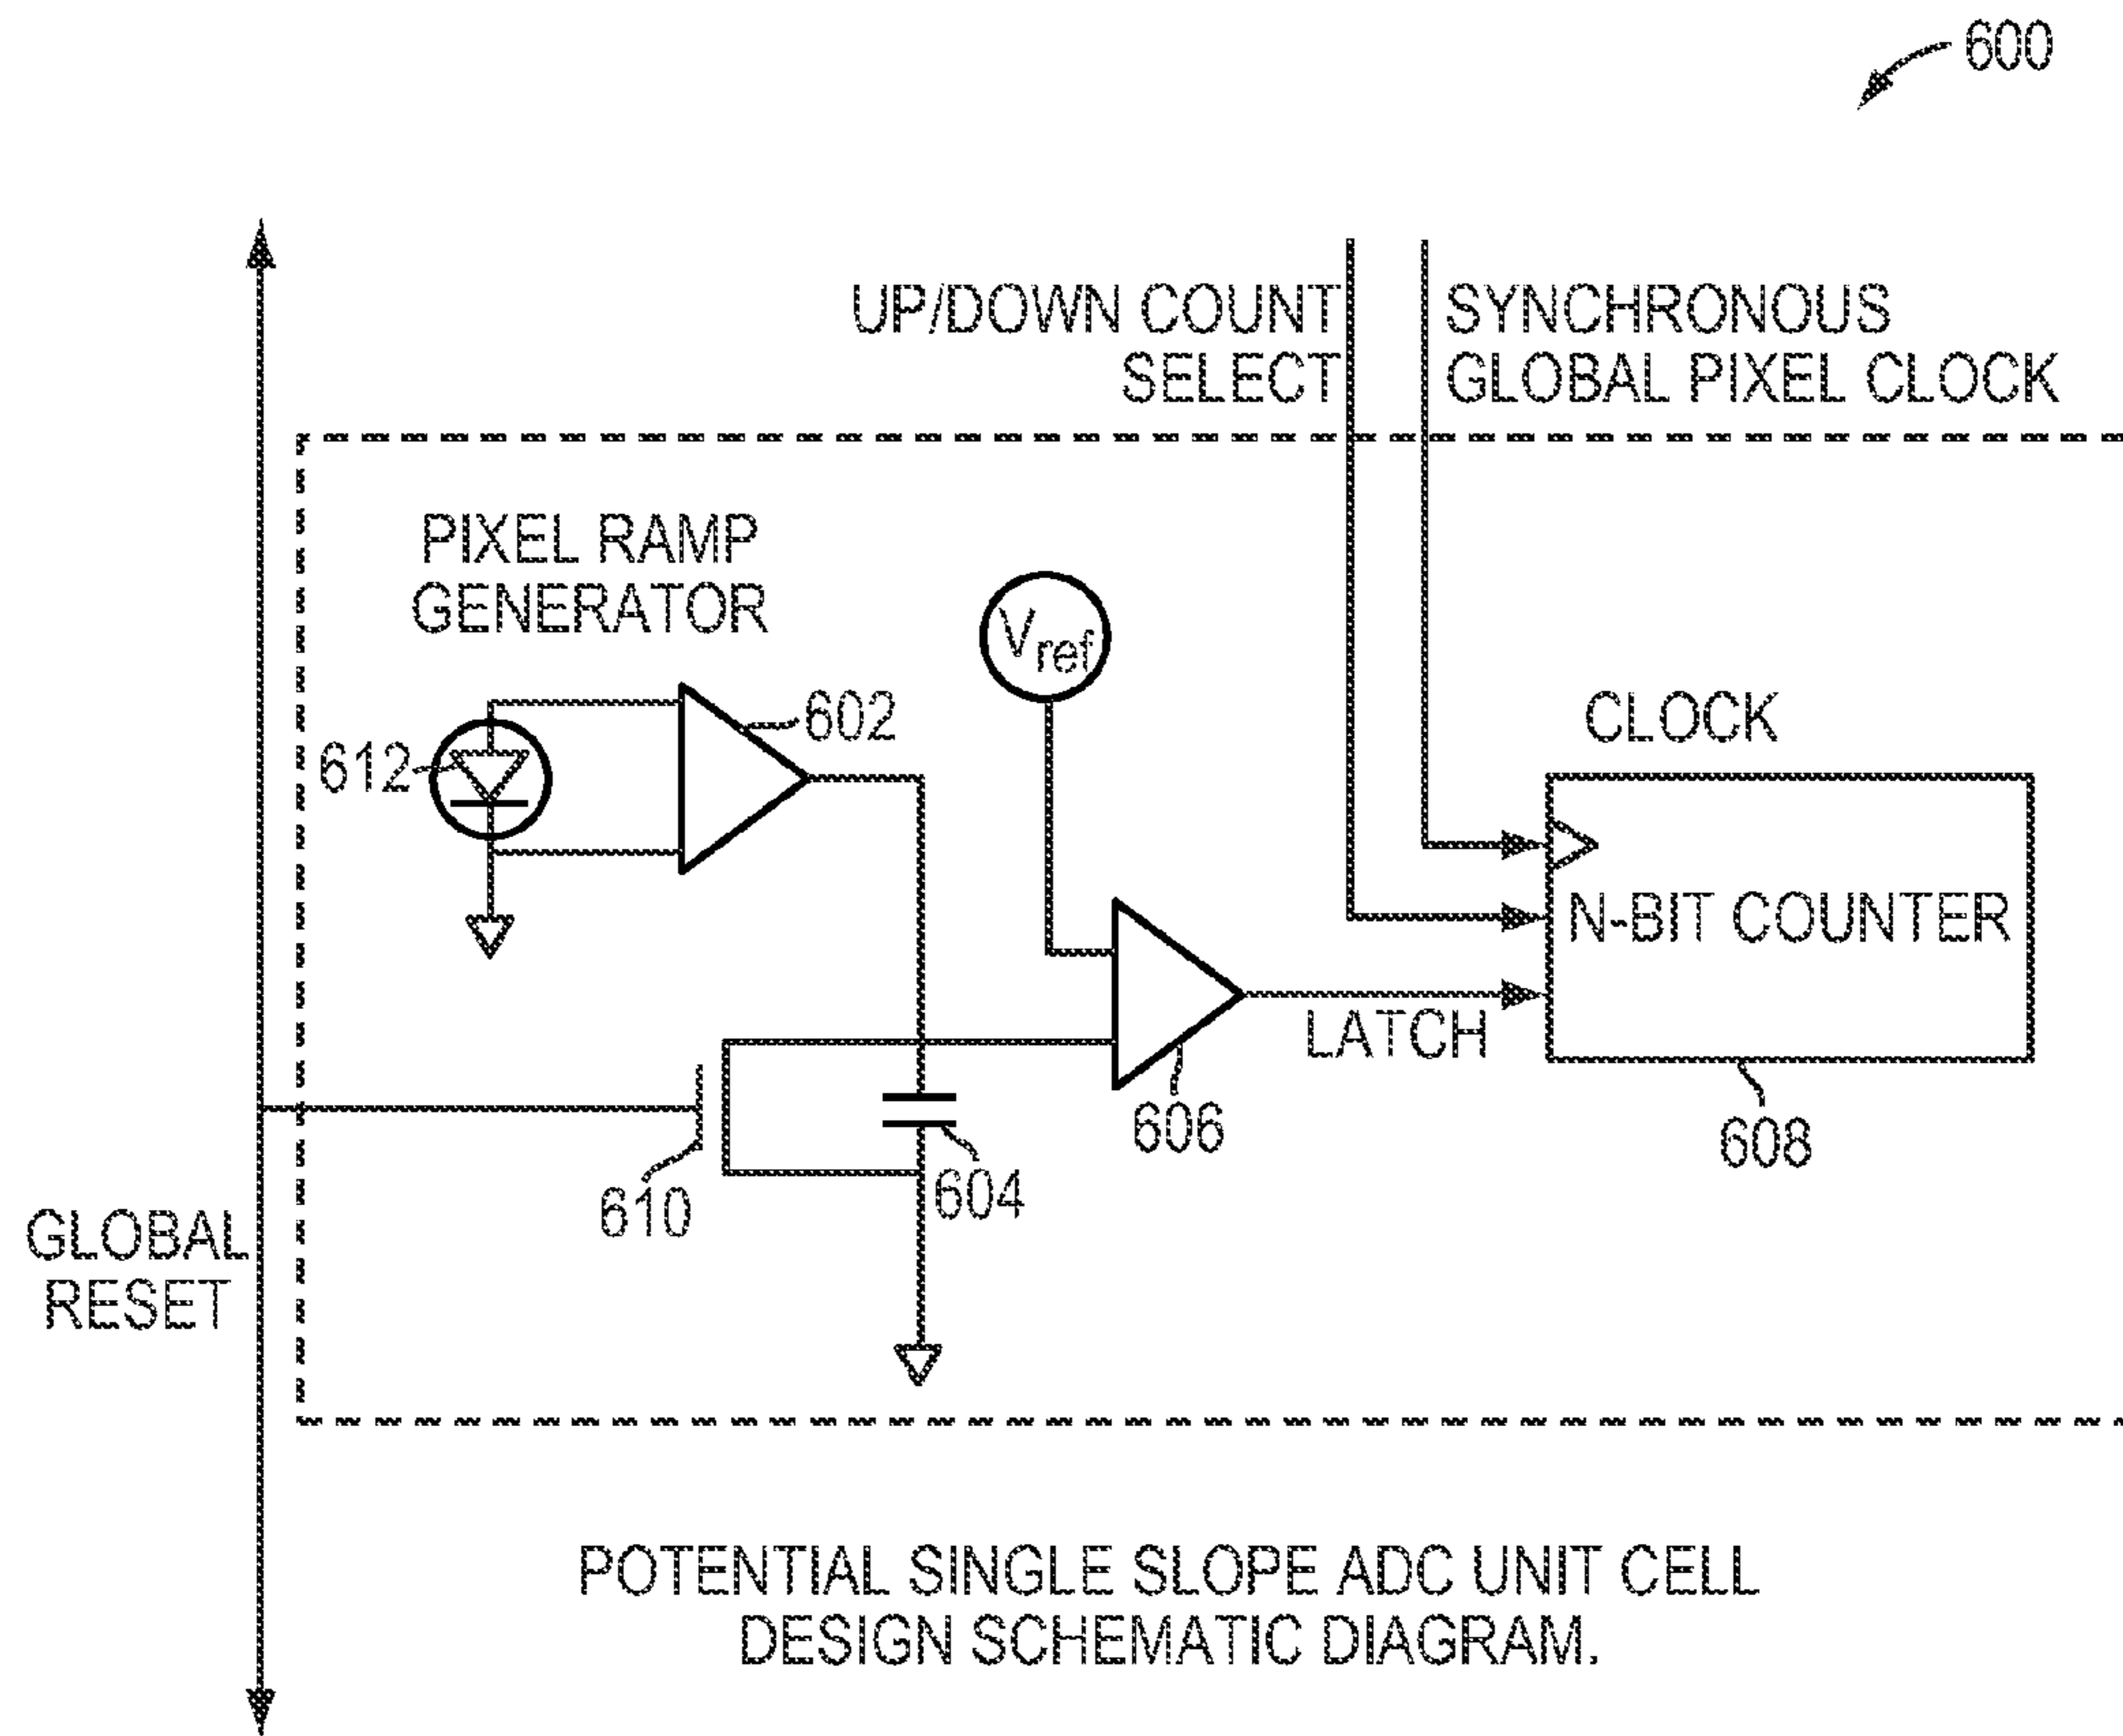 600
UP/DOWN COUNT
SELECT
SYNCHRONOUS
GLOBAL PIXEL CLOCK
PIXEL RAMP
GENERATOR
Vref
602
612
CLOCK
N-BIT COUNTER
LATCH
606
608
610
604
GLOBAL
RESET
POTENTIAL SINGLE SLOPE ADC UNIT CELL
DESIGN SCHEMATIC DIAGRAM.